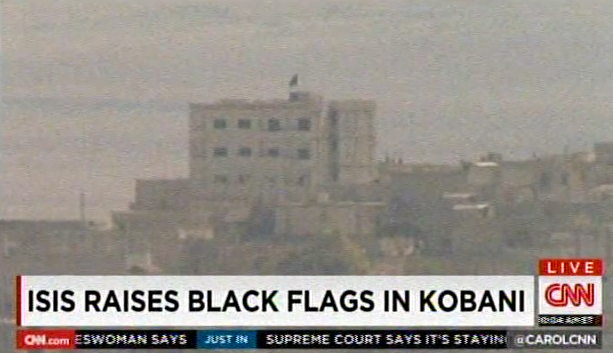 LIVE
CNN
ISIS RAISES BLACK FLAGS IN KOBANI
CNN.com ESWOMAN SAYS JUST IN SUPREME COURT SAYS IT'S STAYIN @CAROLCNN